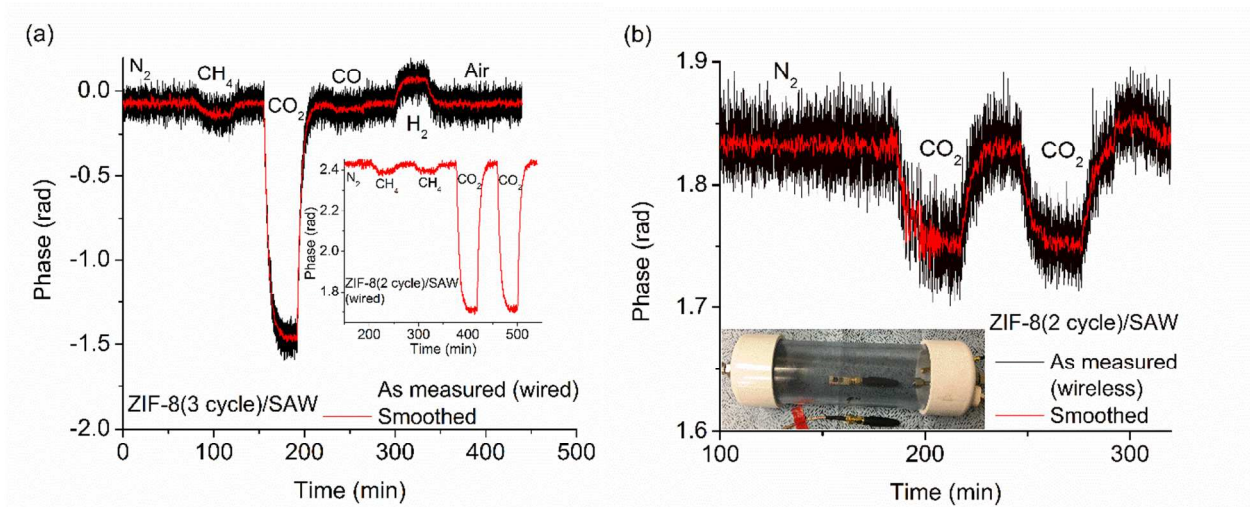 (a)
N₂
CH₄
CO₂
CO
H₂
Air
0.0
-0.5
-1.0
-1.5
-2.0
Phase (rad)
0
100
200
300
400
500
Time (min)
ZIF-8(3 cycle)/SAW
As measured (wired)
Smoothed
2.4
2.1
1.8
Phase (rad)
N₂
CH₄
CH₄
CO₂
CO₂
ZIF-8(2 cycle)/SAW
(wired)
200
300
400
500
Time (min)
(b)
1.9
1.8
1.7
1.6
Phase (rad)
N₂
CO₂
CO₂
ZIF-8(2 cycle)/SAW
As measured
(wireless)
Smoothed
100
200
300
Time (min)